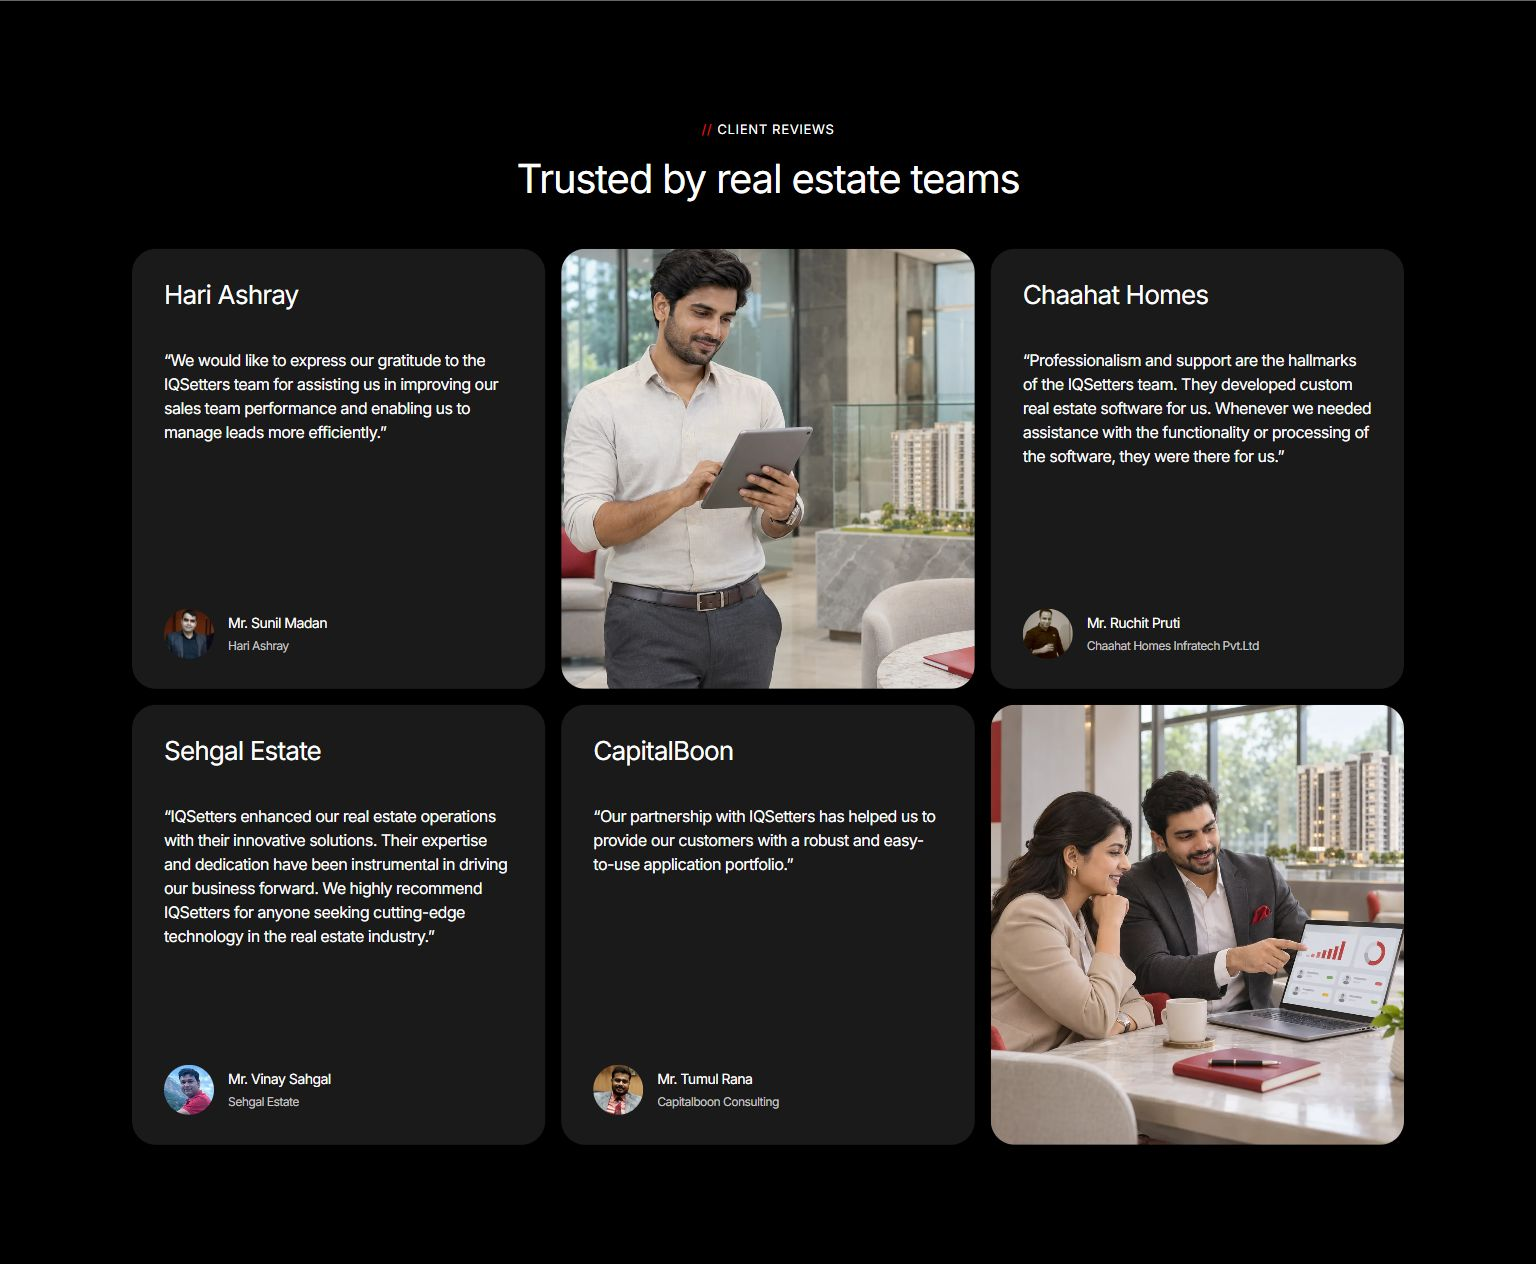 // CLIENT REVIEWS
Trusted by real estate teams
Hari Ashray
“We would like to express our gratitude to the
IQSetters team for assisting us in improving our
sales team performance and enabling us to
manage leads more efficiently.”
Mr. Sunil Madan
Hari Ashray
Chaahat Homes
“Professionalism and support are the hallmarks
of the IQSetters team. They developed custom
real estate software for us. Whenever we needed
assistance with the functionality or processing of
the software, they were there for us.”
Mr. Ruchit Pruti
Chaahat Homes Infratech Pvt.Ltd
Sehgal Estate
“IQSetters enhanced our real estate operations
with their innovative solutions. Their expertise
and dedication have been instrumental in driving
our business forward. We highly recommend
IQSetters for anyone seeking cutting-edge
technology in the real estate industry.”
Mr. Vinay Sahgal
Sehgal Estate
CapitalBoon
“Our partnership with IQSetters has helped us to
provide our customers with a robust and easy-
to-use application portfolio.”
Mr. Tumul Rana
Capitalboon Consulting